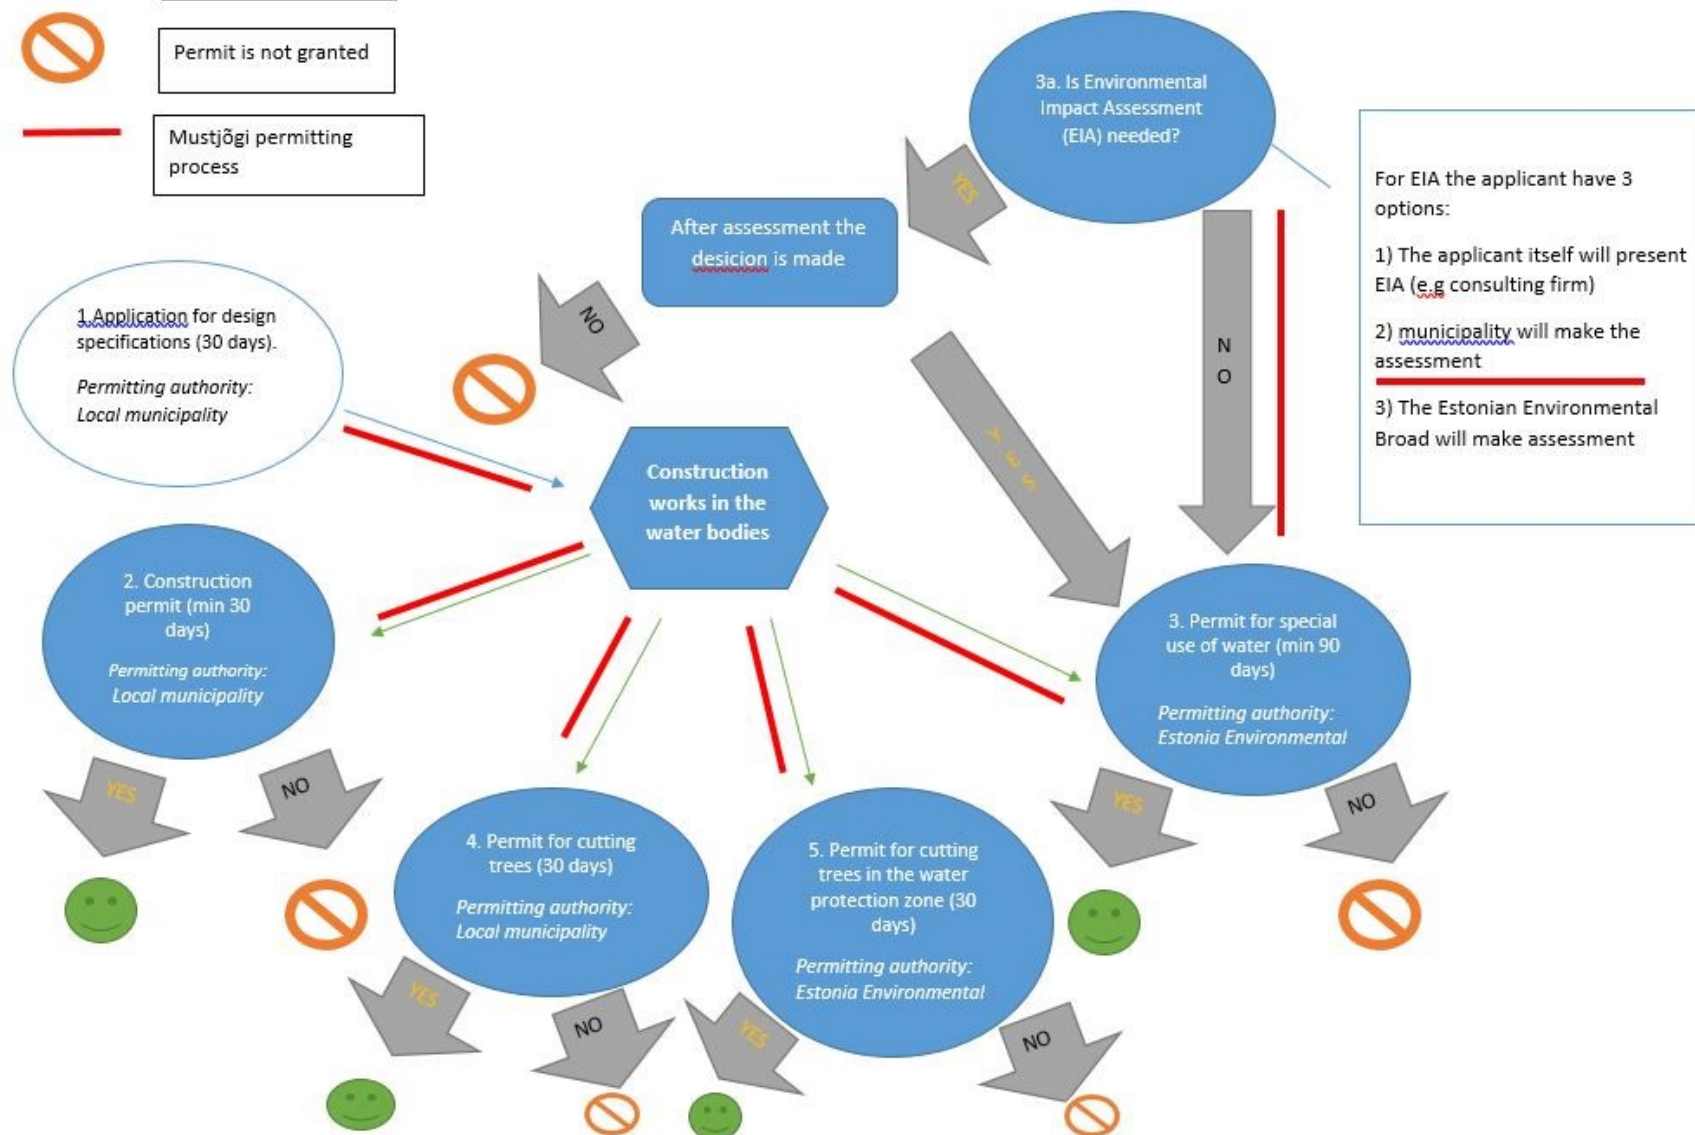 Permit is not granted
Mustjõgi permitting
process
3a. Is Environmental
Impact Assessment
(EIA) needed?
YES
NO
For EIA the applicant have 3
options:
1) The applicant itself will present
EIA (e.g consulting firm)
2) municipality will make the
assessment
3) The Estonian Environmental
Broad will make assessment
After assessment the
desicion is made
NO
YES
1.Application for design
specifications (30 days).
Permitting authority:
Local municipality
Construction
works in the
water bodies
2. Construction
permit (min 30
days)
Permitting authority:
Local municipality
YES
NO
3. Permit for special
use of water (min 90
days)
Permitting authority:
Estonia Environmental
YES
NO
4. Permit for cutting
trees (30 days)
Permitting authority:
Local municipality
YES
NO
5. Permit for cutting
trees in the water
protection zone (30
days)
Permitting authority:
Estonia Environmental
YES
NO